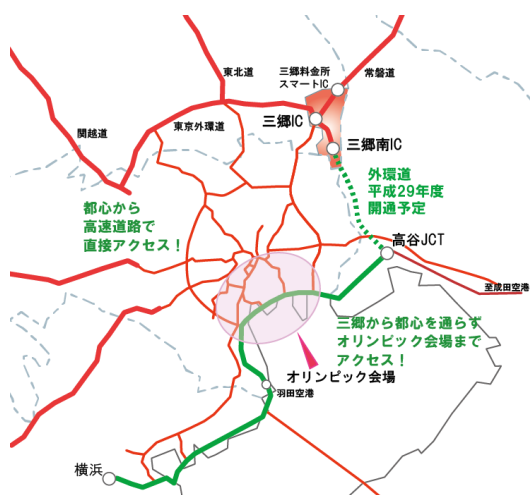 東北道
三郷料金所
スマートIC
常磐道
関越道
東京外環道
三郷IC
三郷南IC
外環道
平成29年度
開通予定
都心から
高速道路で
直接アクセス！
高谷JCT
至成田空港
三郷から都心を通らず
オリンピック会場まで
アクセス！
オリンピック会場
羽田空港
横浜